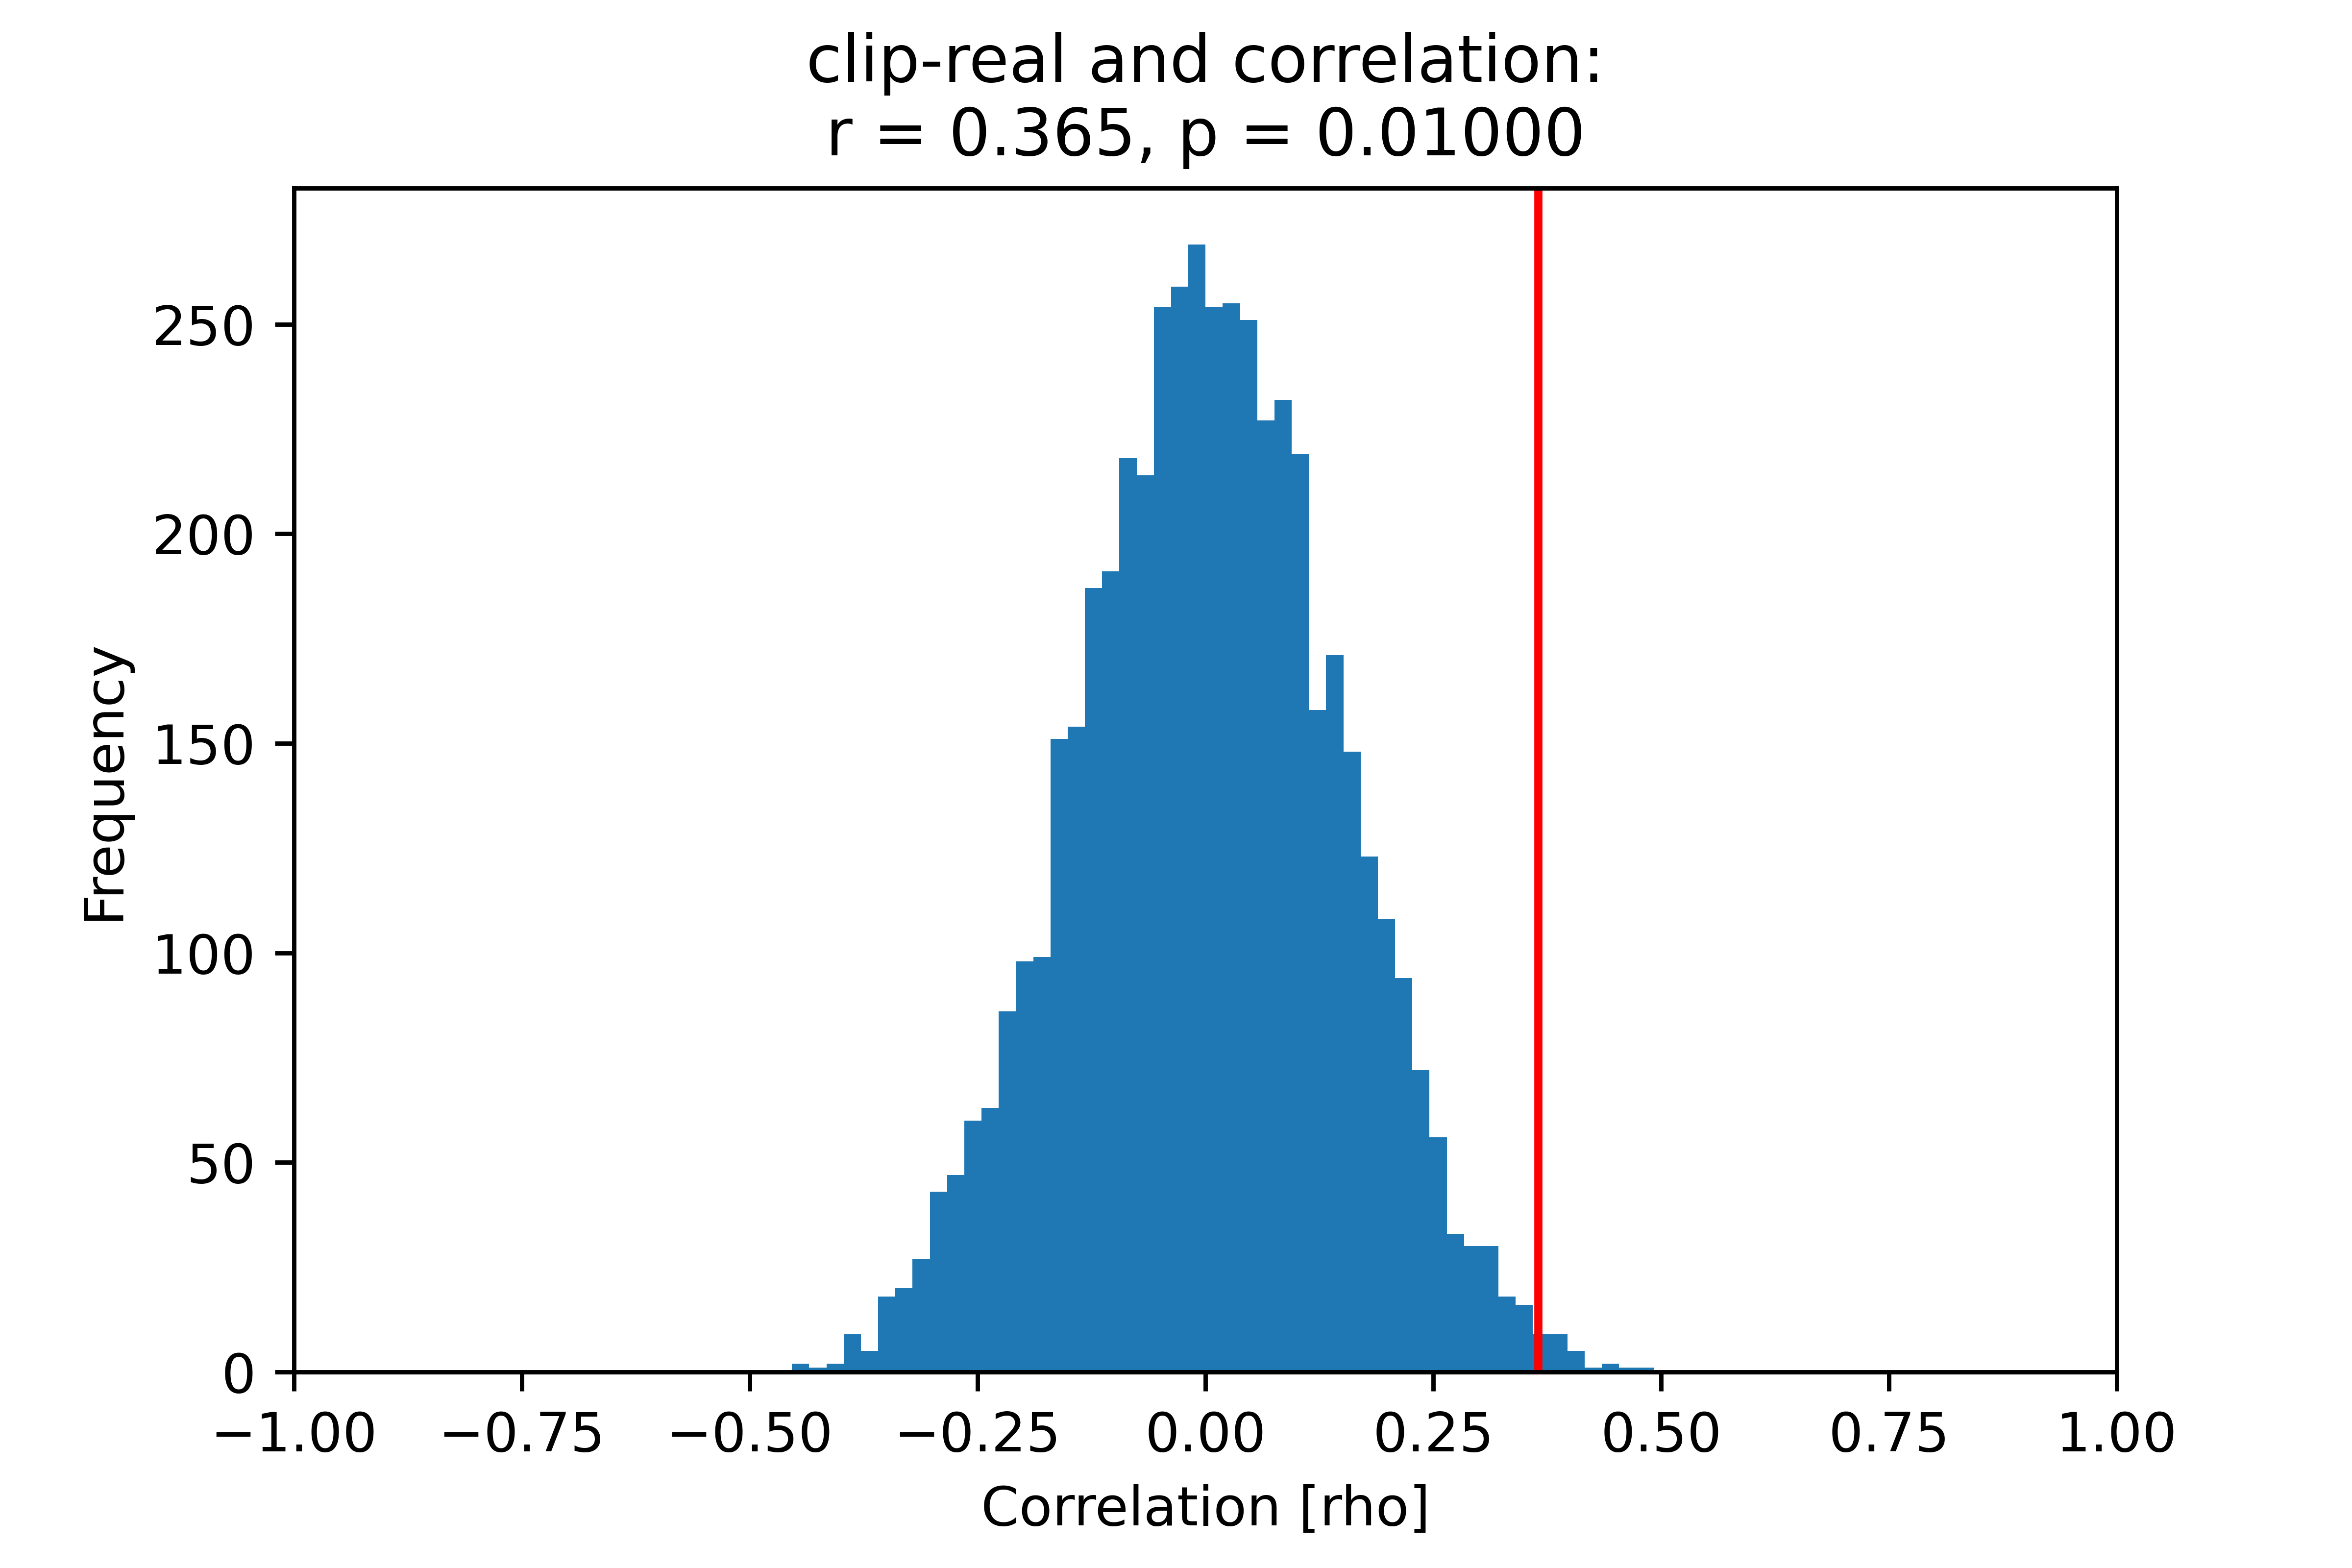 clip-real and correlation:
r = 0.365, p = 0.01000
Frequency
250
200
150
100
50
0
−1.00 −0.75 −0.50 −0.25 0.00 0.25 0.50 0.75 1.00
Correlation [rho]